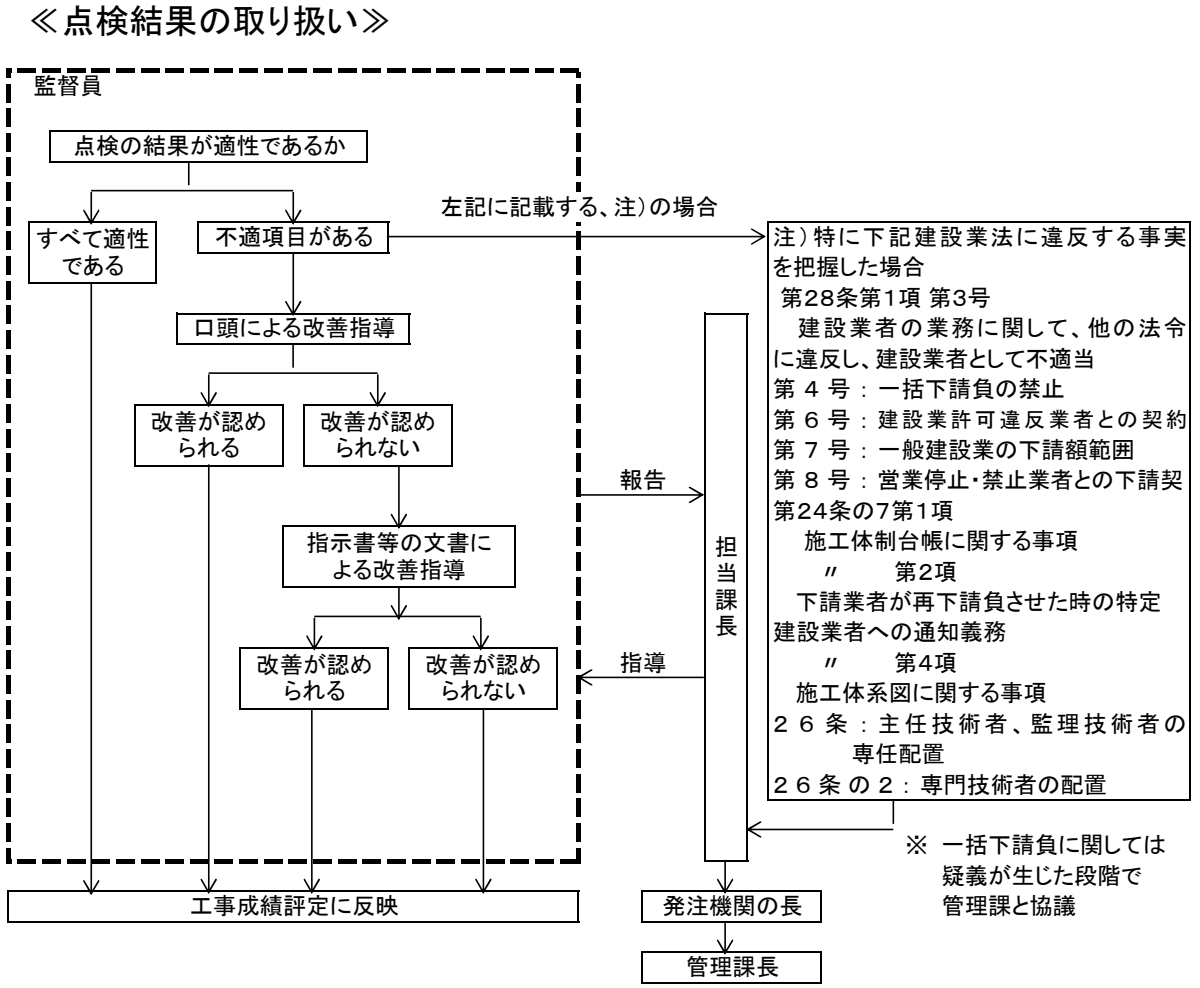 ≪点検結果の取り扱い≫
監督員
点検の結果が適性であるか
すべて適性
である
不適項目がある
左記に記載する、注）の場合
口頭による改善指導
改善が認め
られる
改善が認め
られない
指示書等の文書に
よる改善指導
改善が認め
られる
改善が認め
られない
工事成績評定に反映
報告
指導
担当課長
発注機関の長
管理課長
注）特に下記建設業法に違反する事実
を把握した場合
第28条第1項 第3号
建設業者の業務に関して、他の法令
に違反し、建設業者として不適当
第４号：一括下請負の禁止
第６号：建設業許可違反業者との契約
第７号：一般建設業の下請額範囲
第８号：営業停止・禁止業者との下請契
第24条の7第1項
施工体制台帳に関する事項
〃 第2項
下請業者が再下請負させた時の特定
建設業者への通知義務
〃 第4項
施工体系図に関する事項
２６条：主任技術者、監理技術者の
専任配置
２６条の２：専門技術者の配置
※ 一括下請負に関しては
疑義が生じた段階で
管理課と協議